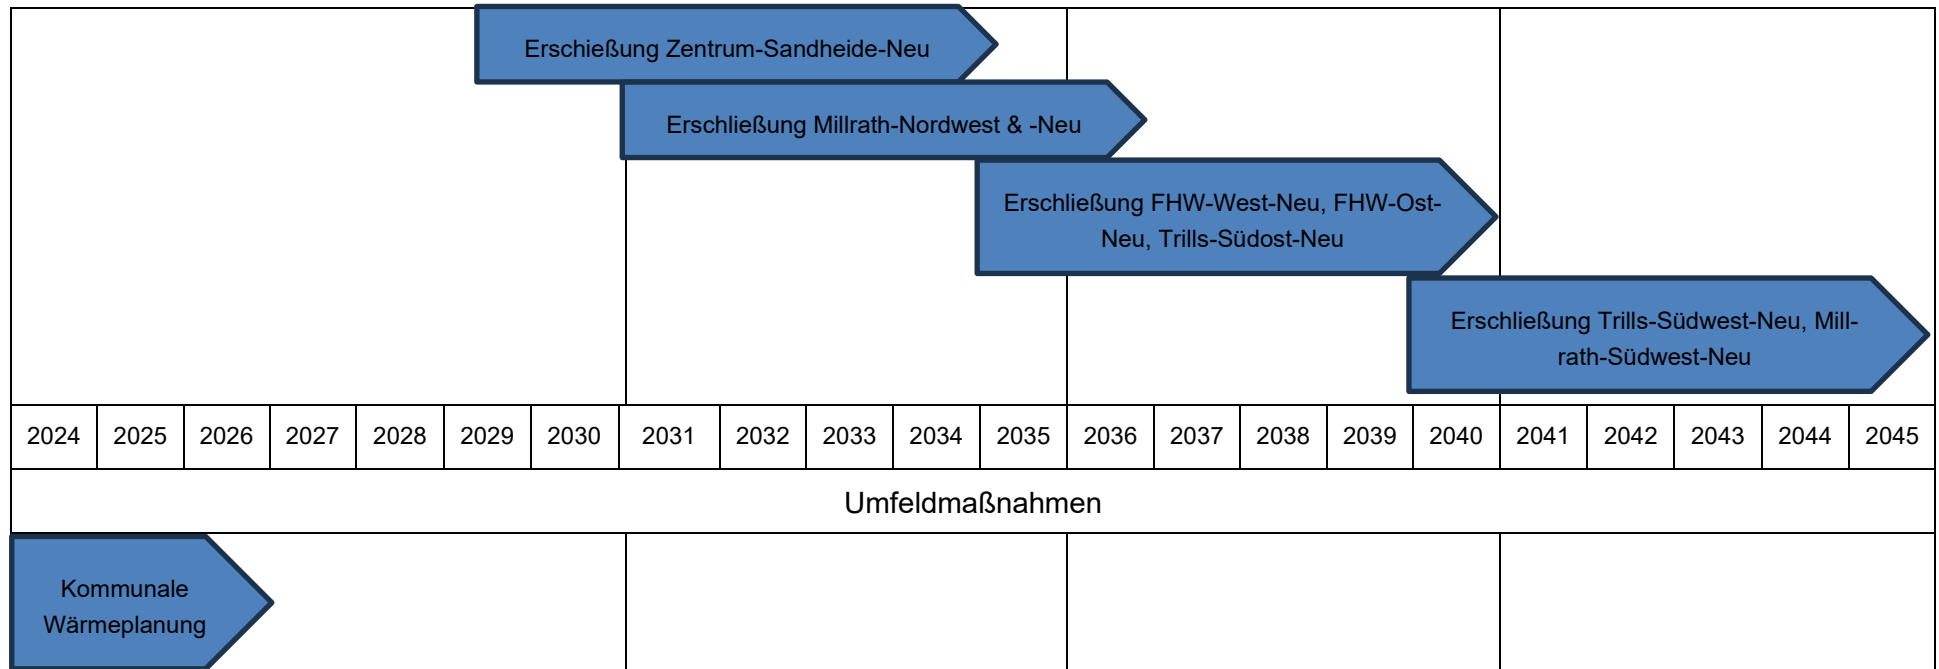 Erschießung Zentrum-Sandheide-Neu
Erschließung Millrath-Nordwest & -Neu
Erschließung FHW-West-Neu, FHW-Ost-
Neu, Trills-Südost-Neu
Erschließung Trills-Südwest-Neu, Mill-
rath-Südwest-Neu
2024 2025 2026 2027 2028 2029 2030 2031 2032 2033 2034 2035 2036 2037 2038 2039 2040 2041 2042 2043 2044 2045
Umfeldmaßnahmen
Kommunale
Wärmeplanung